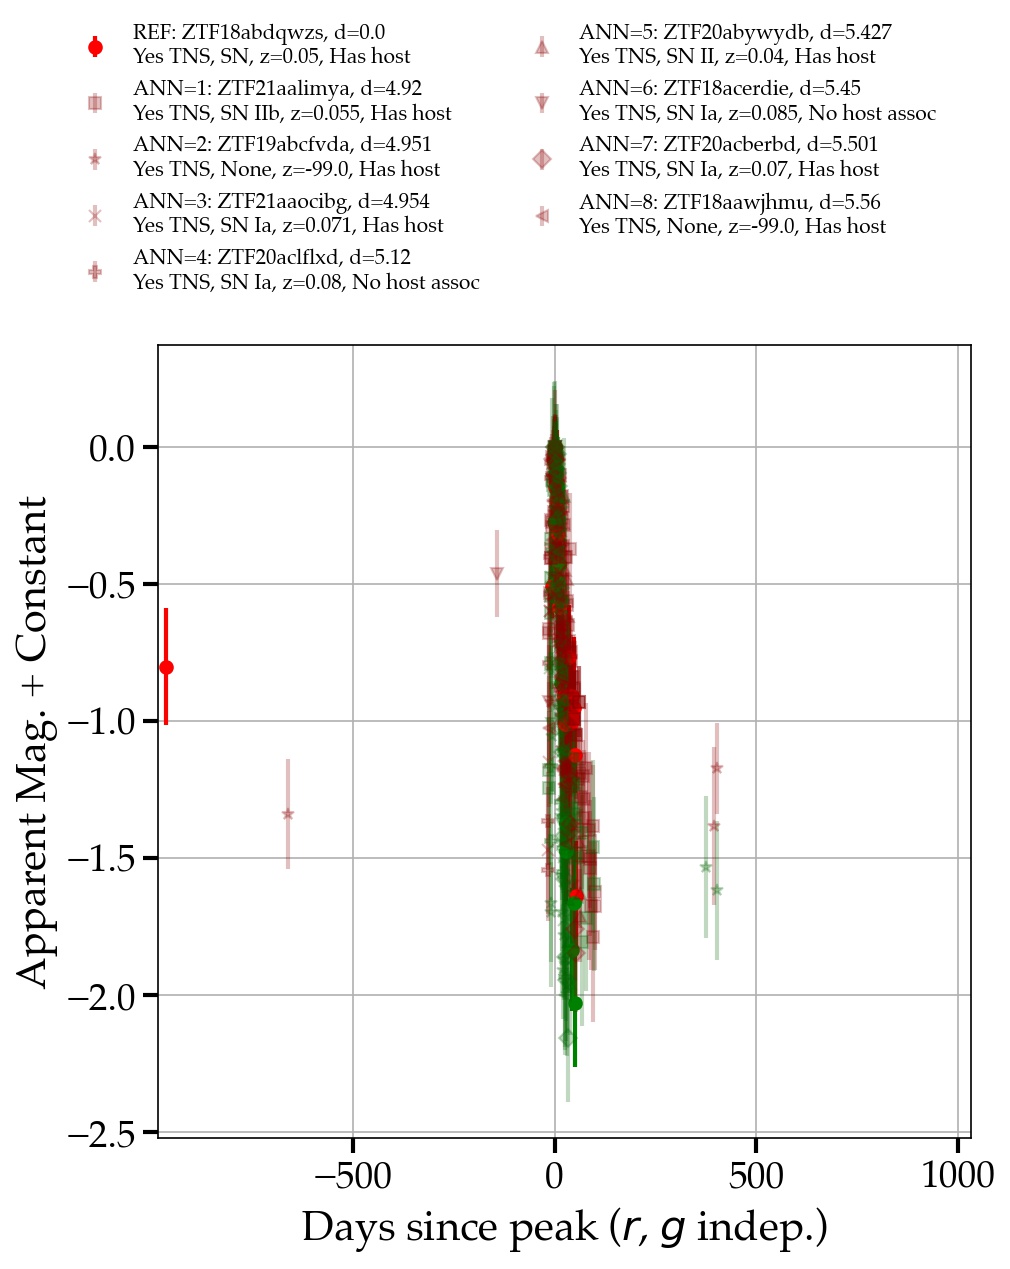 REF: ZTF18abdqwzs, d=0.0
Yes TNS, SN, z=0.05, Has host
ANN=1: ZTF21aalimya, d=4.92
Yes TNS, SN IIb, z=0.055, Has host
ANN=2: ZTF19abcfvda, d=4.951
Yes TNS, None, z=-99.0, Has host
ANN=3: ZTF21aaocibg, d=4.954
Yes TNS, SN Ia, z=0.071, Has host
ANN=4: ZTF20aclflxd, d=5.12
Yes TNS, SN Ia, z=0.08, No host assoc
ANN=5: ZTF20abywydb, d=5.427
Yes TNS, SN II, z=0.04, Has host
ANN=6: ZTF18acerdie, d=5.45
Yes TNS, SN Ia, z=0.085, No host assoc
ANN=7: ZTF20acberbd, d=5.501
Yes TNS, SN Ia, z=0.07, Has host
ANN=8: ZTF18aawjhmu, d=5.56
Yes TNS, None, z=-99.0, Has host
Apparent Mag. + Constant
0.0
−0.5
−1.0
−1.5
−2.0
−2.5
−500
0
500
1000
Days since peak (r, g indep.)